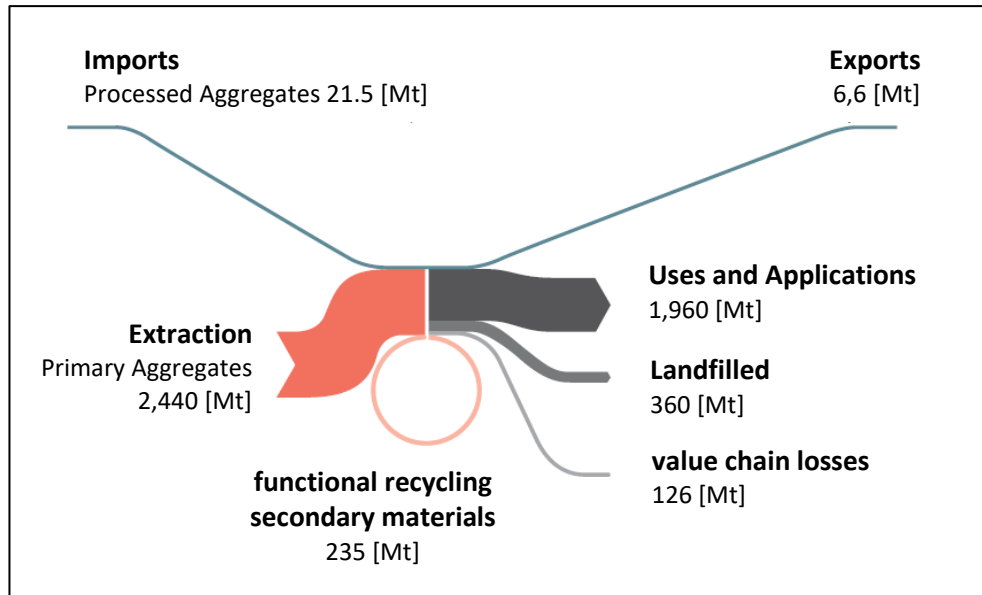 Imports
Processed Aggregates 21.5 [Mt]
Exports
6,6 [Mt]
Extraction
Primary Aggregates
2,440 [Mt]
functional recycling
secondary materials
235 [Mt]
Uses and Applications
1,960 [Mt]
Landfilled
360 [Mt]
value chain losses
126 [Mt]